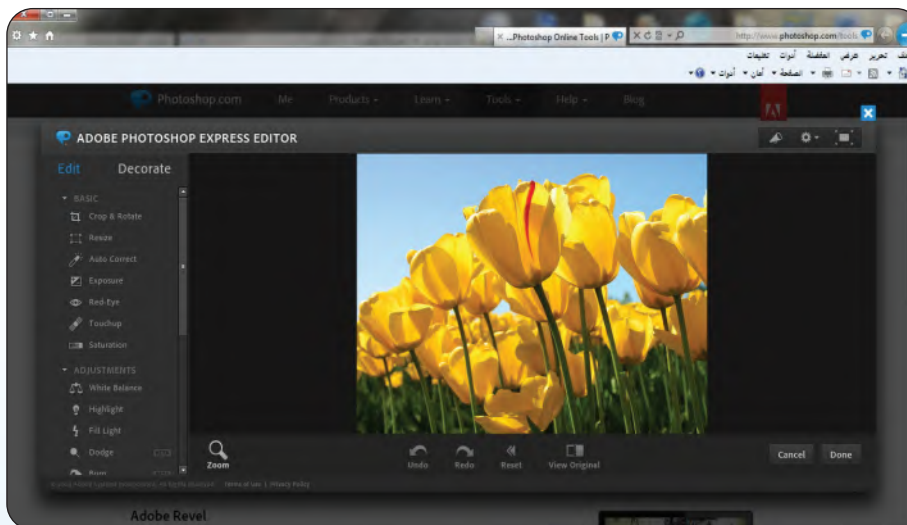 ...Photoshop Online Tools | P
http://www.photoshop.com/tools
تحرير عرض المفضلة أدوات تعليمات
الصفحة أمان أدوات
Photoshop.com Me Products Learn Tools Help Blog
ADOBE PHOTOSHOP EXPRESS EDITOR
Edit Decorate
BASIC
Crop & Rotate
Resize
Auto Correct
Exposure
Red-Eye
Touchup
Saturation
ADJUSTMENTS
White Balance
Highlight
Fill Light
Dodge
Burn
Zoom
Undo Redo Reset View Original
Cancel Done
Terms of Use | Privacy Policy
Adobe Revel